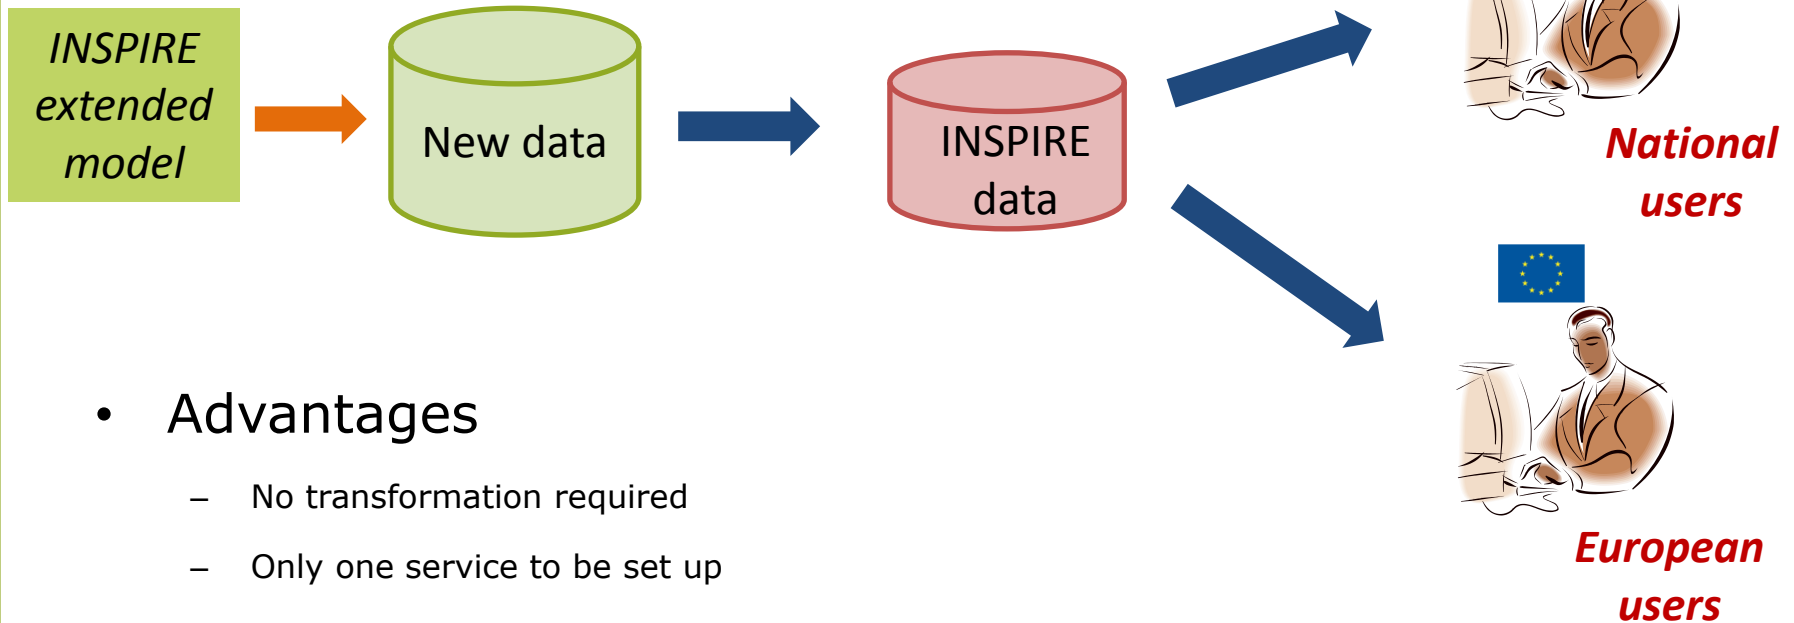 INSPIRE
extended
model
New data
INSPIRE
data
National
users
• Advantages
– No transformation required
– Only one service to be set up
European
users